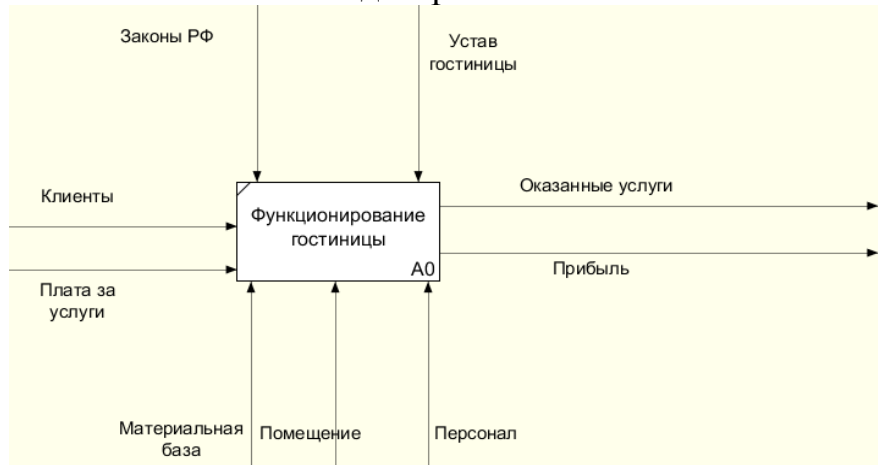 Законы РФ
Устав
гостиницы
Клиенты
Оказанные услуги
Функционирование
гостиницы
A0
Плата за
услуги
Прибыль
Материальная
база
Помещение
Персонал